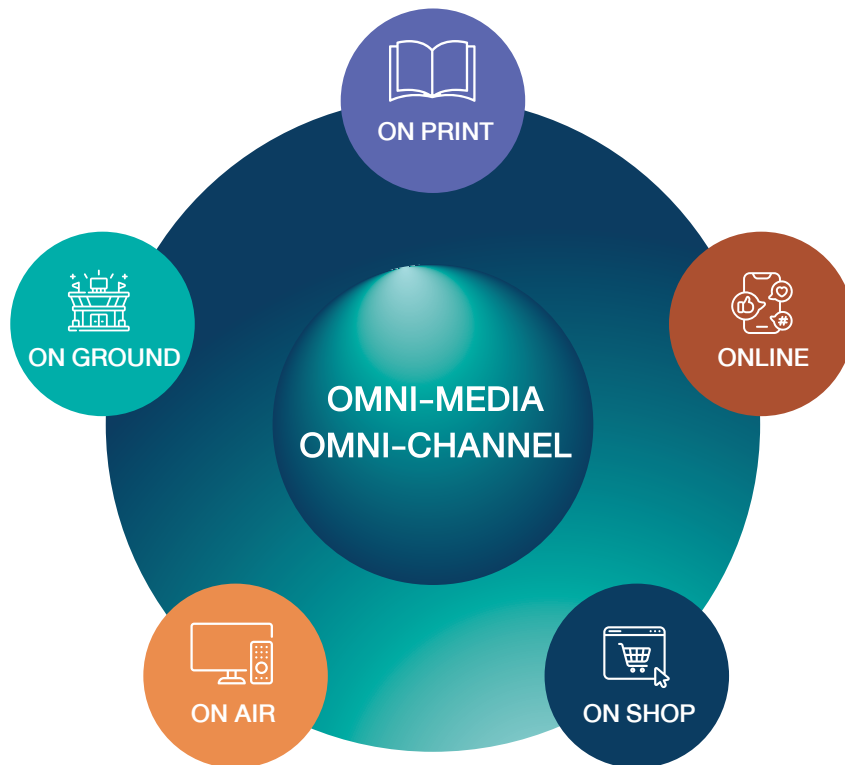 ON PRINT
ON GROUND
ONLINE
OMNI-MEDIA
OMNI-CHANNEL
ON AIR
ON SHOP
#